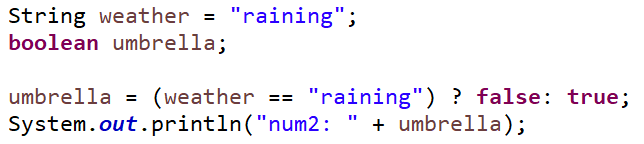 String weather = "raining";
boolean umbrella;
umbrella = (weather == "raining") ? false: true;
System.out.println("num2: " + umbrella);